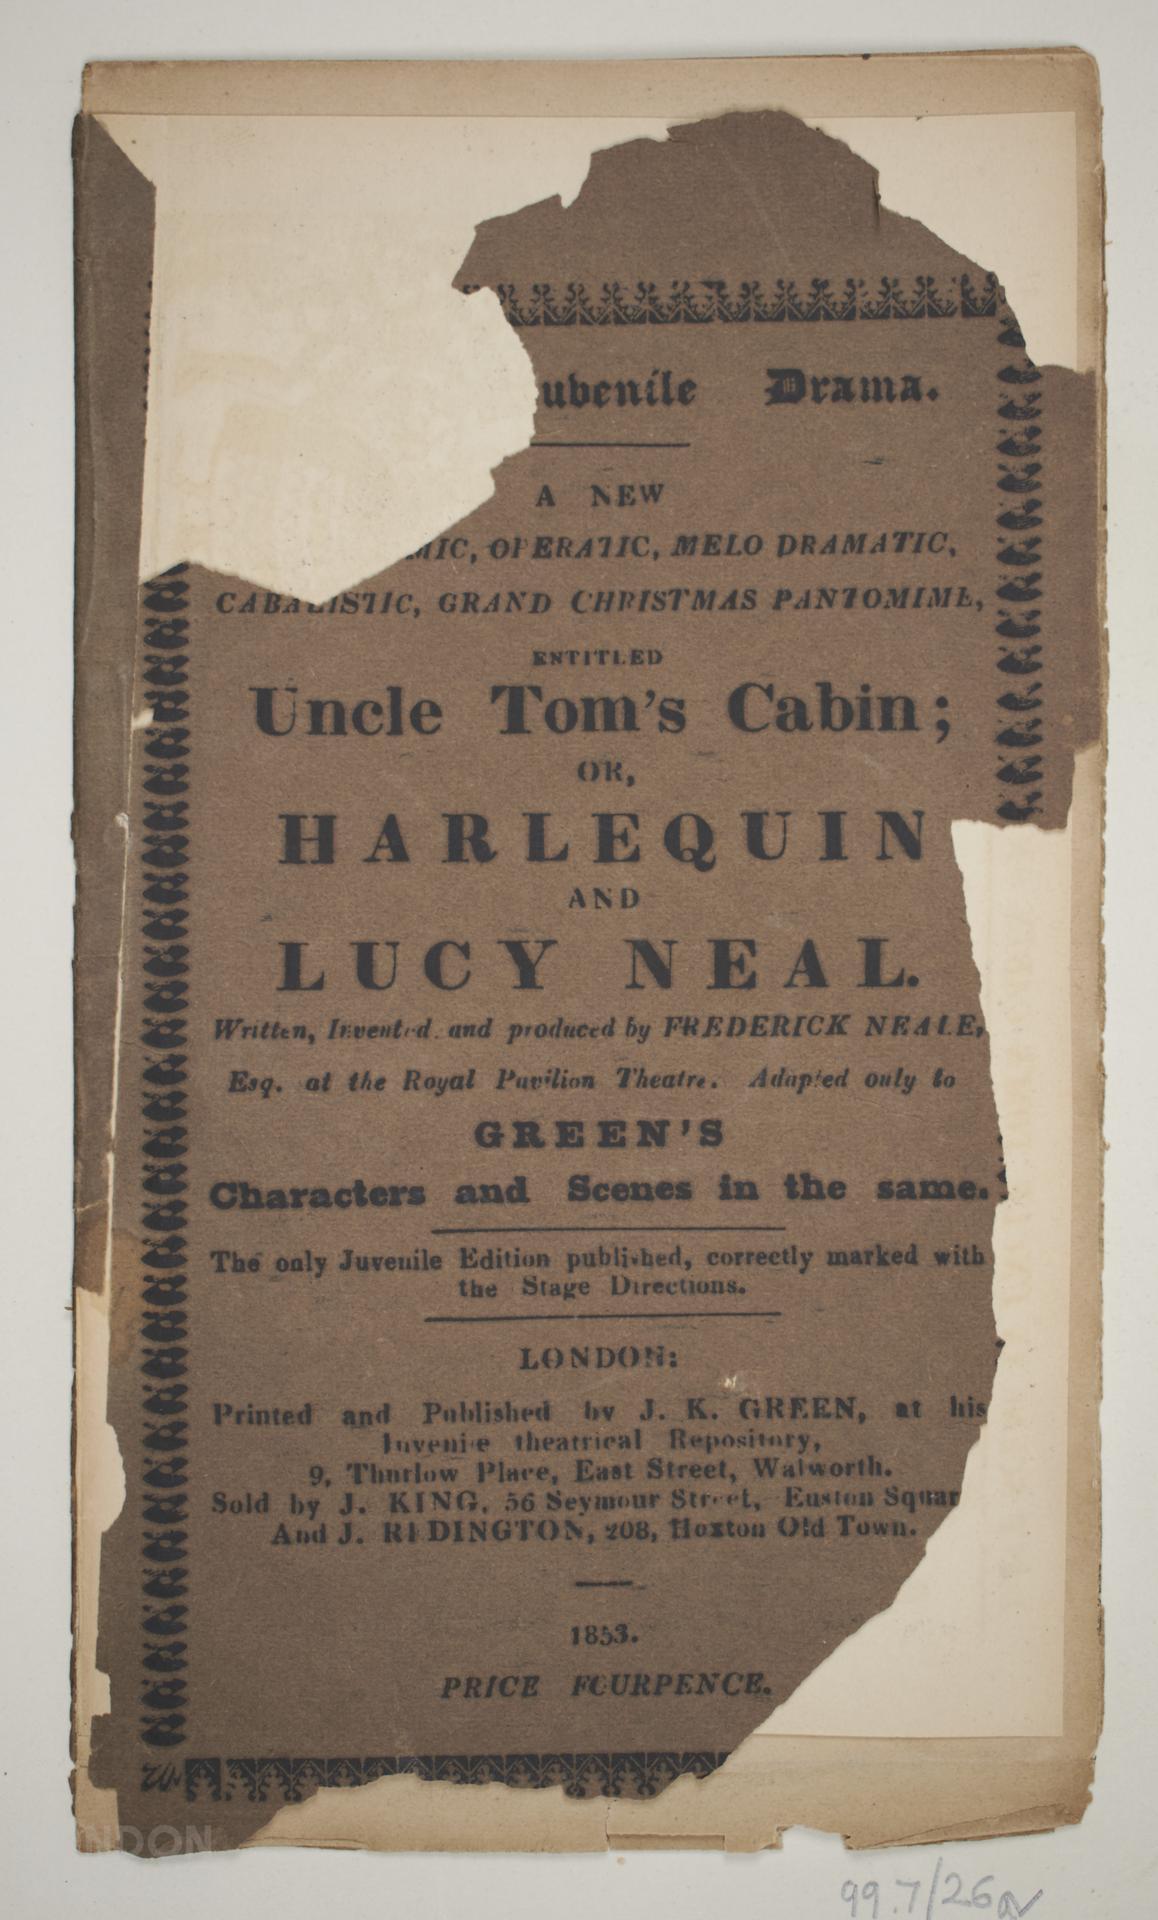 uvenile Drama.
A NEW
MIC, OPERATIC, MELO DRAMATIC,
CABALISTIC, GRAND CHRISTMAS PANTOMIME,
ENTITLED
Uncle Tom's Cabin;
OR,
HARLEQUIN
AND
LUCY NEAL.
Written, Invented and produced by FREDERICK NEALE,
Esq. at the Royal Pavilion Theatre. Adapted only to
GREEN'S
Characters and Scenes in the same.
The only Juvenile Edition published, correctly marked with
the Stage Directions.
LONDON:
Printed and Published by J. K. GREEN, at his
Juvenile theatrical Repository,
9, Thurlow Place, East Street, Walworth.
Sold by J. KING, 56 Seymour Street, Euston Squar
And J. REDINGTON, 208, Hoxton Old Town.
1853.
PRICE FOURPENCE.
NDON
99.7/26a